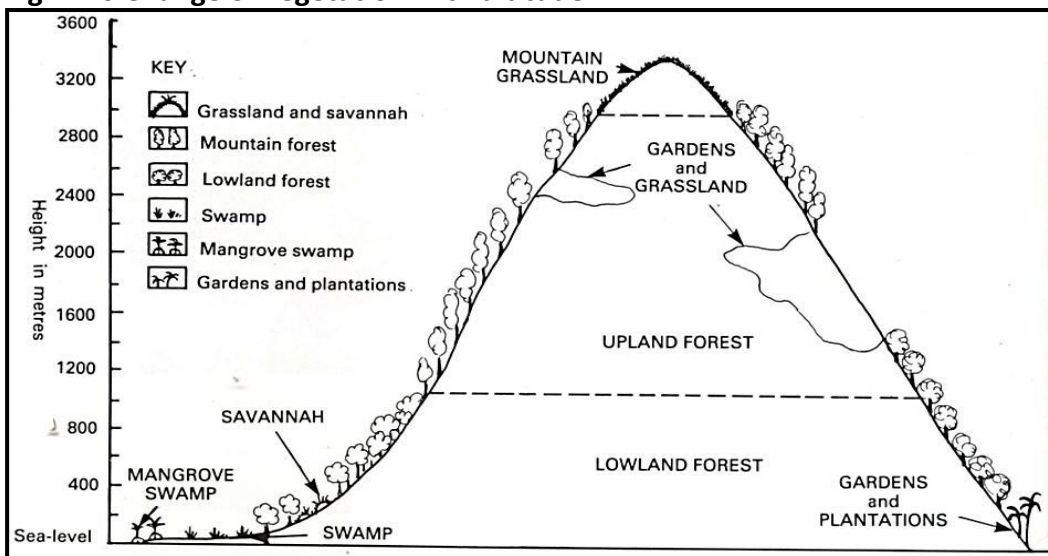 3600
3200
2800
2400
2000
1600
1200
800
400
Sea-level
Height in metres
KEY
Grassland and savannah
Mountain forest
Lowland forest
Swamp
Mangrove swamp
Gardens and plantations
MOUNTAIN
GRASSLAND
GARDENS
and
GRASSLAND
UPLAND FOREST
SAVANNAH
LOWLAND FOREST
MANGROVE
SWAMP
SWAMP
GARDENS
and
PLANTATIONS